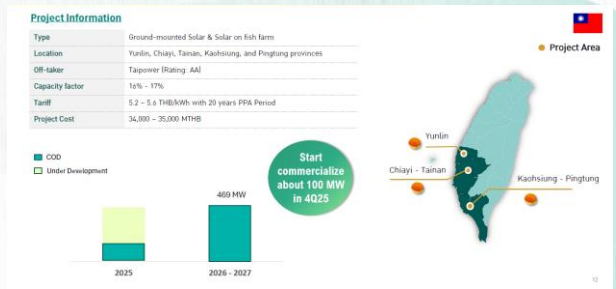 Project Information
Type Ground-mounted Solar & Solar on fish farm
Location Yunlin, Chiayi, Tainan, Kaohsiung, and Pingtung provinces
Off-taker Taipower (Rating: AA)
Capacity factor 16% - 17%
Tariff 5.2 – 5.6 THB/kWh with 20 years PPA Period
Project Cost 34,000 – 35,000 MTHB
Project Area
Yunlin
Chiayi - Tainan
Kaohsiung - Pingtung
COD
Under Development
Start
commercialize
about 100 MW
in 4Q25
469 MW
2025
2026 - 2027
12